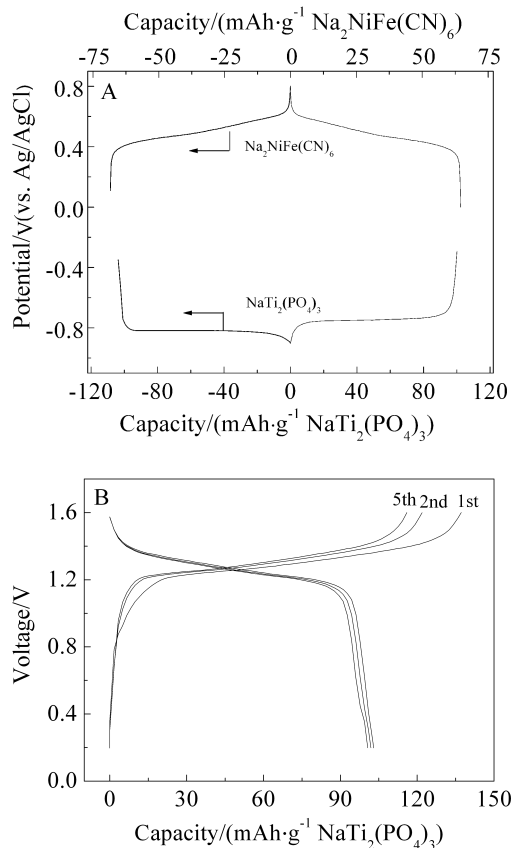 Capacity/(mAh·g⁻¹ Na₂NiFe(CN)₆)
-75 -50 -25 0 25 50 75
A
0.8
0.4
0.0
-0.4
-0.8
Na₂NiFe(CN)₆
NaTi₂(PO₄)₃
Potential/v(vs. Ag/AgCl)
-120 -80 -40 0 40 80 120
Capacity/(mAh·g⁻¹ NaTi₂(PO₄)₃)
B
5th 2nd 1st
1.6
1.2
0.8
0.4
0.0
Voltage/V
0 30 60 90 120 150
Capacity/(mAh·g⁻¹ NaTi₂(PO₄)₃)